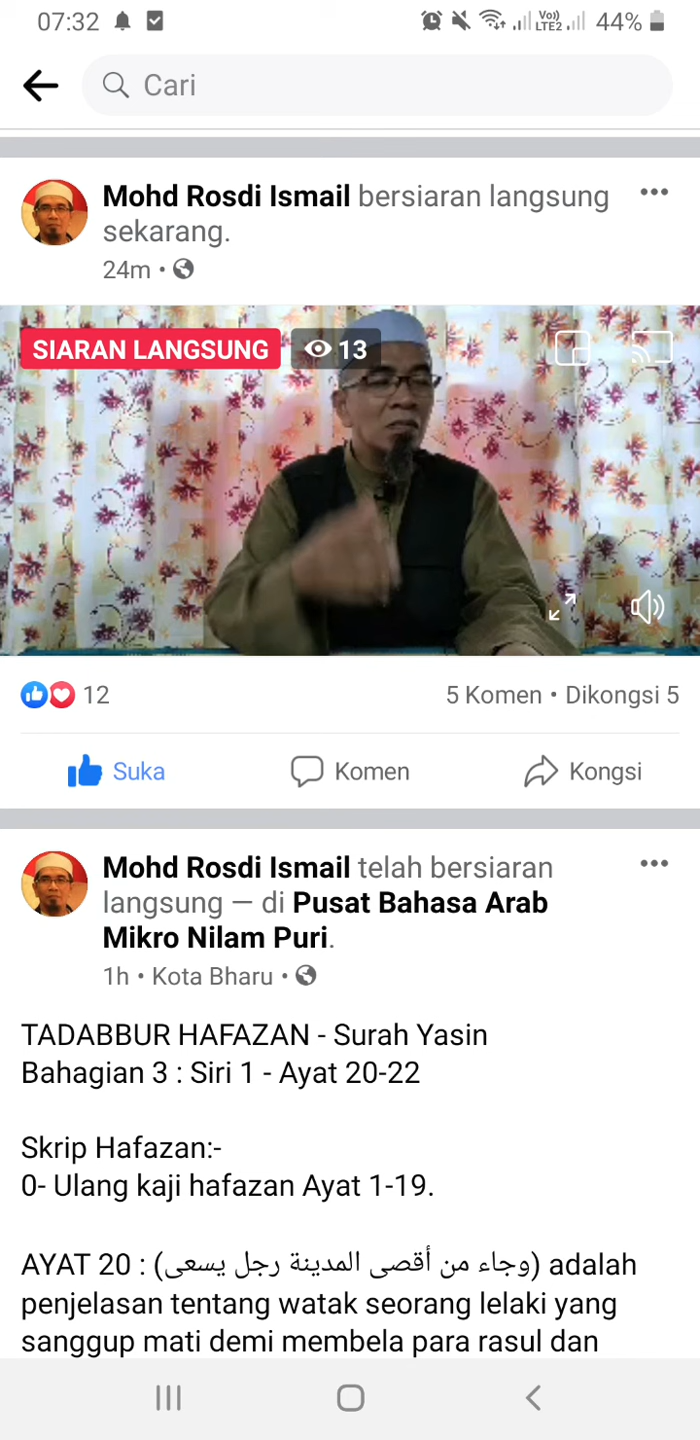 07:32
Vo))
LTE2
44%
Cari
Mohd Rosdi Ismail bersiaran langsung
sekarang.
24m •
SIARAN LANGSUNG
13
12
5 Komen • Dikongsi 5
Suka
Komen
Kongsi
Mohd Rosdi Ismail telah bersiaran
langsung — di Pusat Bahasa Arab
Mikro Nilam Puri.
1h • Kota Bharu •
TADABBUR HAFAZAN - Surah Yasin
Bahagian 3 : Siri 1 - Ayat 20-22
Skrip Hafazan:-
0- Ulang kaji hafazan Ayat 1-19.
AYAT 20 : (وجاء من أقصى المدينة رجل يسعى) adalah
penjelasan tentang watak seorang lelaki yang
sanggup mati demi membela para rasul dan